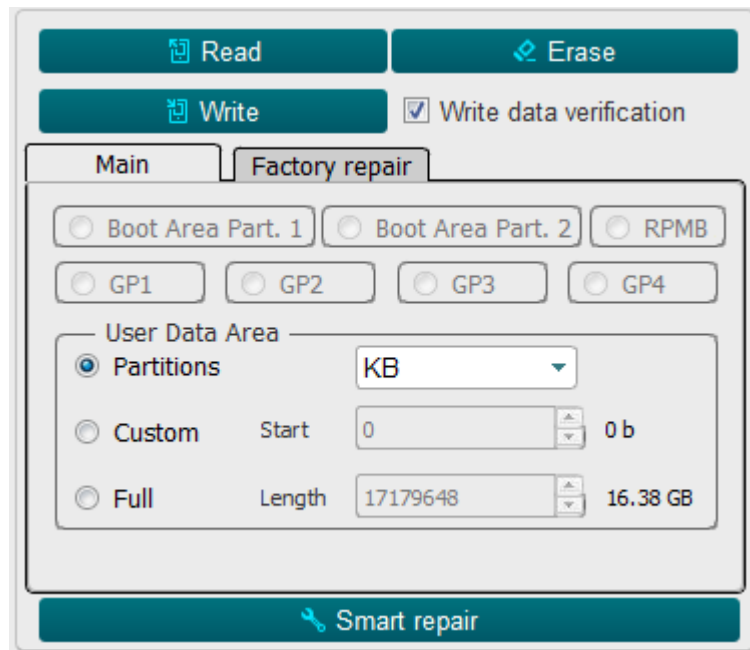 Read Erase
Write Write data verification
Main Factory repair
Boot Area Part. 1 Boot Area Part. 2 RPMB
GP1 GP2 GP3 GP4
User Data Area
Partitions KB
Custom Start 0 0 b
Full Length 17179648 16.38 GB
Smart repair